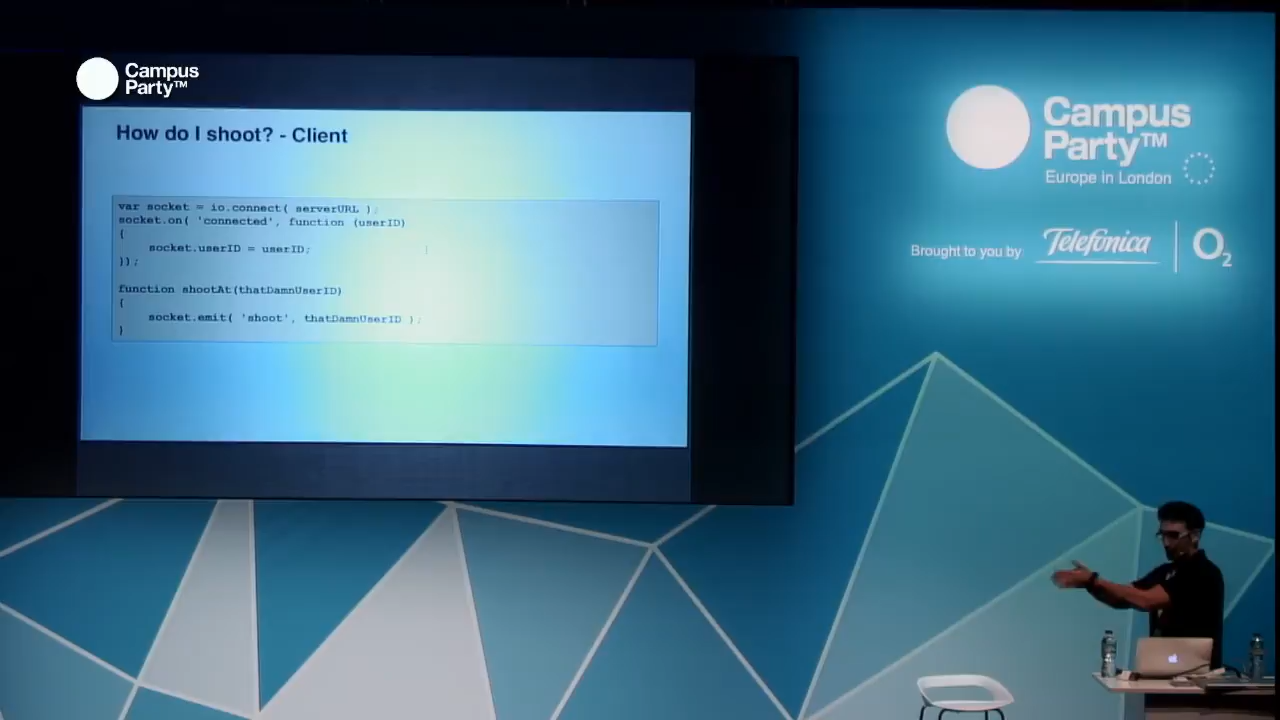 Campus
Party™
How do I shoot? - Client
var socket = io.connect( serverURL );
socket.on( 'connected', function (userID)
{
socket.userID = userID;
});
function shootAt(thatDamnUserID)
{
socket.emit( 'shoot', thatDamnUserID );
}
Campus
Party™
Europe in London
Brought to you by
Telefónica
O2